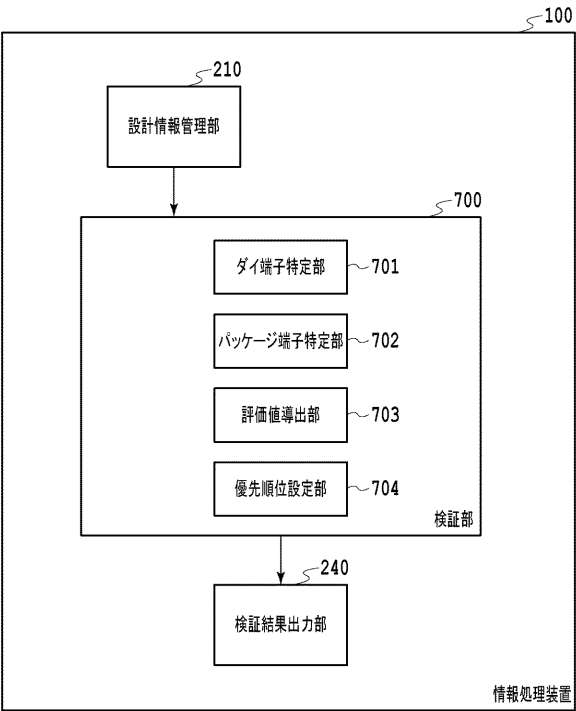 100
210
設計情報管理部
700
ダイ端子特定部
701
パッケージ端子特定部
702
評価値導出部
703
優先順位設定部
704
検証部
240
検証結果出力部
情報処理装置